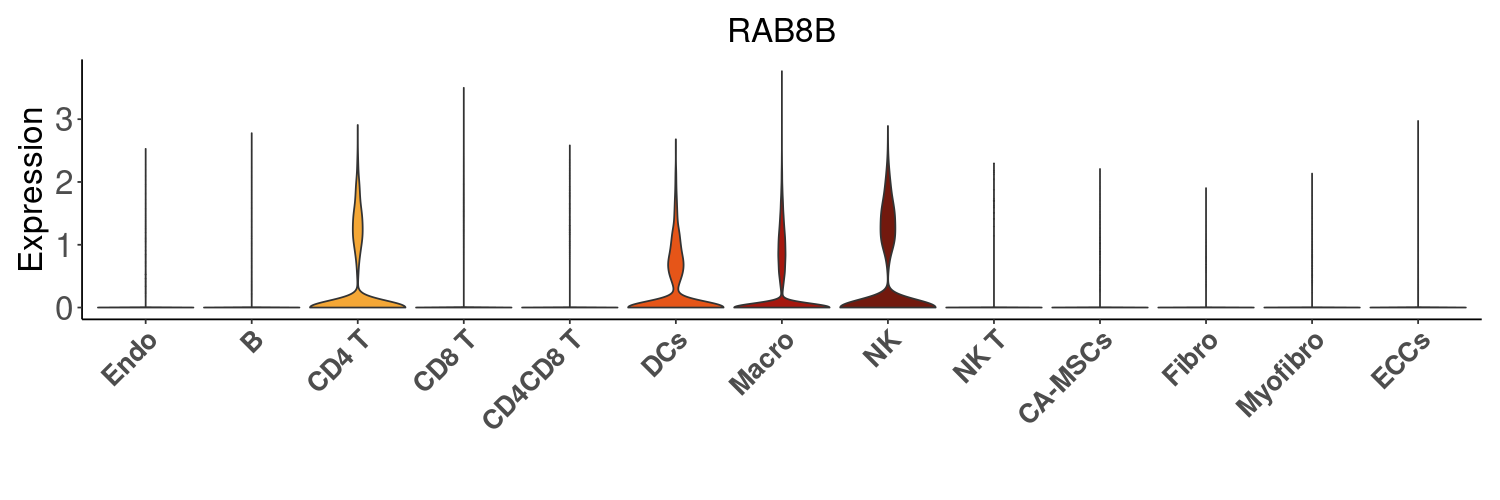 RAB8B
Expression
3
2
1
0
Endo
B
CD4 T
CD8 T
CD4CD8 T
DCs
Macro
NK
NK T
CA-MSCs
Fibro
Myofibro
ECCs